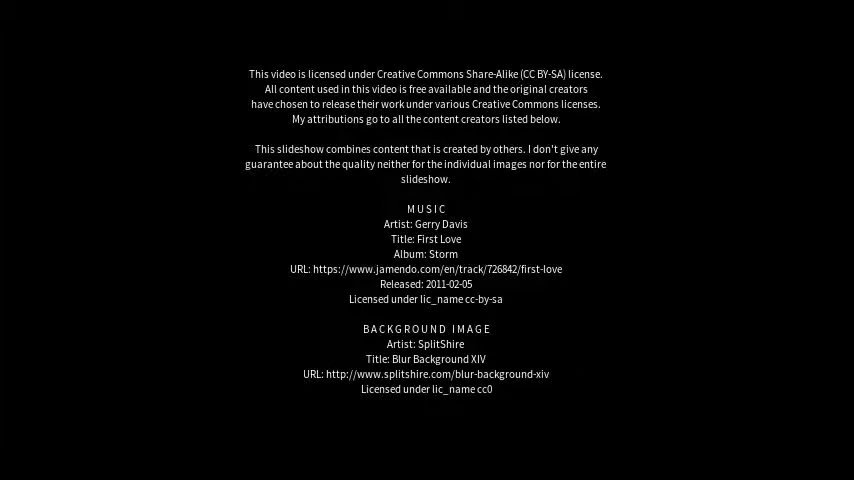 This video is licensed under Creative Commons Share-Alike (CC BY-SA) license.
All content used in this video is free available and the original creators
have chosen to release their work under various Creative Commons licenses.
My attributions go to all the content creators listed below.
This slideshow combines content that is created by others. I don't give any
guarantee about the quality neither for the individual images nor for the entire
slideshow.
MUSIC
Artist: Gerry Davis
Title: First Love
Album: Storm
URL: https://www.jamendo.com/en/track/726842/first-love
Released: 2011-02-05
Licensed under lic_name cc-by-sa
BACKGROUND IMAGE
Artist: SplitShire
Title: Blur Background XIV
URL: http://www.splitshire.com/blur-background-xiv
Licensed under lic_name cc0